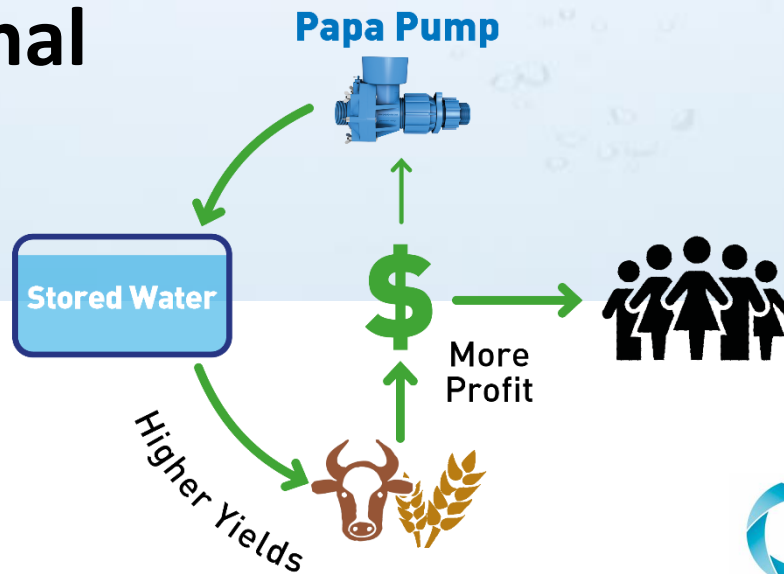 nal
Papa Pump
Stored Water
$
More
Profit
Higher Yields